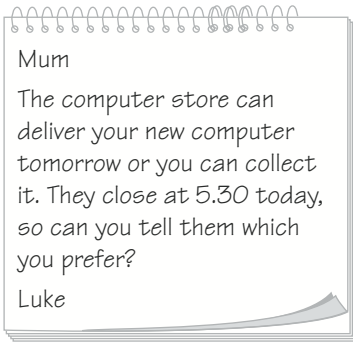 Mum
The computer store can
deliver your new computer
tomorrow or you can collect
it. They close at 5.30 today,
so can you tell them which
you prefer?
Luke